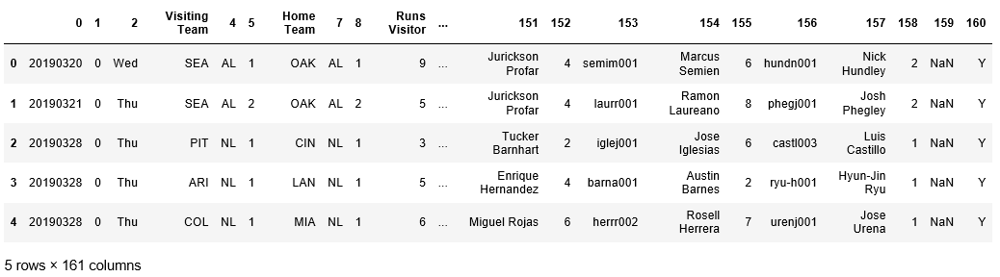 0 1 2 Visiting Team 4 5 Home Team 7 8 Runs Visitor ... 151 152 153 154 155 156 157 158 159 160
0 20190320 0 Wed SEA AL 1 OAK AL 1 9 ... Jurickson Profar 4 semim001 Marcus Semien 6 hundn001 Nick Hundley 2 NaN Y
1 20190321 0 Thu SEA AL 2 OAK AL 2 5 ... Jurickson Profar 4 laurr001 Ramon Laureano 8 phegj001 Josh Phegley 2 NaN Y
2 20190328 0 Thu PIT NL 1 CIN NL 1 3 ... Tucker Barnhart 2 iglej001 Jose Iglesias 6 castl003 Luis Castillo 1 NaN Y
3 20190328 0 Thu ARI NL 1 LAN NL 1 5 ... Enrique Hernandez 4 barna001 Austin Barnes 2 ryu-h001 Hyun-Jin Ryu 1 NaN Y
4 20190328 0 Thu COL NL 1 MIA NL 1 6 ... Miguel Rojas 6 herrr002 Rosell Herrera 7 urenj001 Jose Urena 1 NaN Y
5 rows × 161 columns